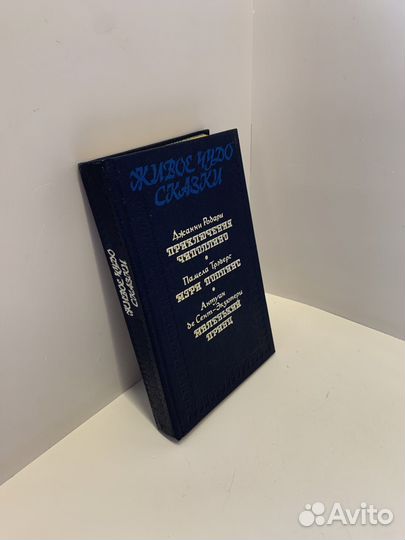 ЖИВОЕ ЧУДО
СКАЗКИ
Джанни Родари
ПРИКЛЮЧЕНИЯ
ЧИПОЛЛИНО
Памела Трэверс
МЭРИ ПОППИНС
Антуан
де Сент-Экзюпери
МАЛЕНЬКИЙ
ПРИНЦ
ЖИВОЕ ЧУДО
СКАЗКИ
Avito